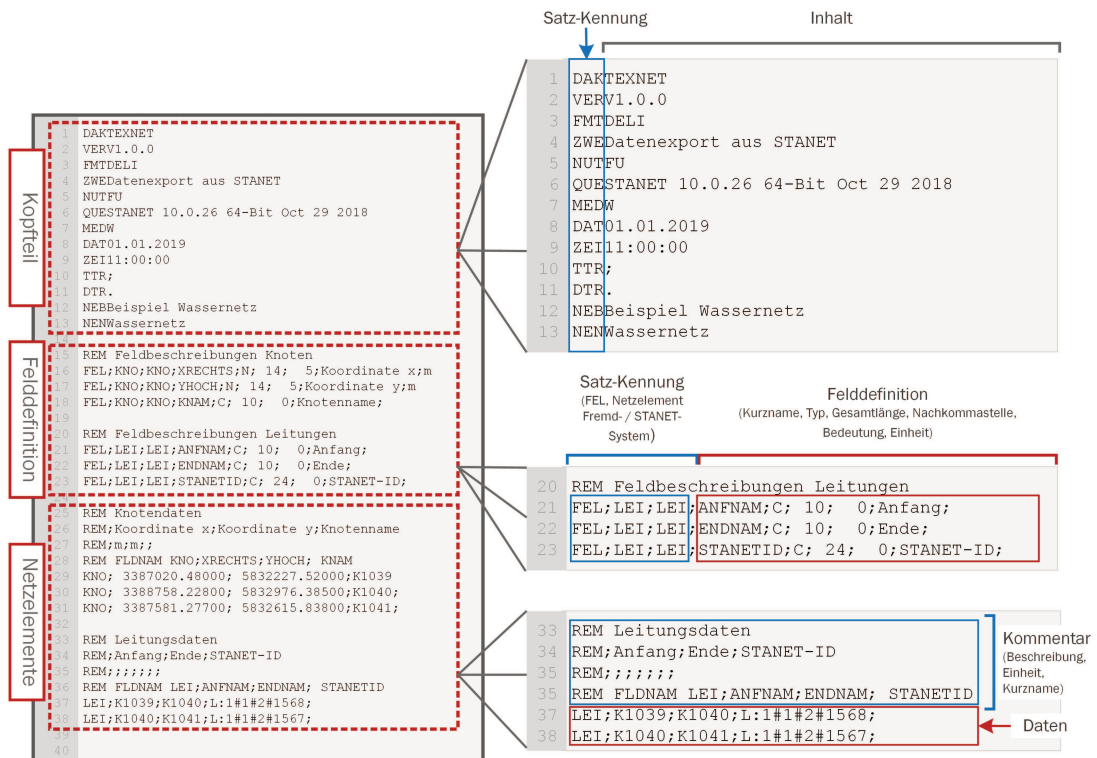 Satz-Kennung
Inhalt
Kopfteil
1 DAKTEXNET
2 VERV1.0.0
3 FMTDELI
4 ZWEDatenexport aus STANET
5 NUTFU
6 QUESTANET 10.0.26 64-Bit Oct 29 2018
7 MEDW
8 DAT01.01.2019
9 ZEI11:00:00
10 TTR;
11 DTR.
12 NEBBeispiel Wassernetz
13 NENWassernetz
14
Felddefinition
15 REM Feldbeschreibungen Knoten
16 FEL;KNO;KNO;XRECHTS;N; 14;  5;Koordinate x;m
17 FEL;KNO;KNO;YHOCH;N; 14;  5;Koordinate y;m
18 FEL;KNO;KNO;KNAM;C; 10;  0;Knotenname;
19
20 REM Feldbeschreibungen Leitungen
21 FEL;LEI;LEI;ANFNAM;C; 10;  0;Anfang;
22 FEL;LEI;LEI;ENDNAM;C; 10;  0;Ende;
23 FEL;LEI;LEI;STANETID;C; 24;  0;STANET-ID;
24
Netzelemente
25 REM Knotendaten
26 REM;Koordinate x;Koordinate y;Knotenname
27 REM;m;m;;
28 REM FLDNAM KNO;XRECHTS;YHOCH; KNAM
29 KNO; 3387020.48000; 5832227.52000;K1039
30 KNO; 3388758.22800; 5832976.38500;K1040;
31 KNO; 3387581.27700; 5832615.83800;K1041;
32
33 REM Leitungsdaten
34 REM;Anfang;Ende;STANET-ID
35 REM;;;;;;;
36 REM FLDNAM LEI;ANFNAM;ENDNAM; STANETID
37 LEI;K1039;K1040;L:1#1#2#1568;
38 LEI;K1040;K1041;L:1#1#2#1567;
39
40
1 DAKTEXNET
2 VERV1.0.0
3 FMTDELI
4 ZWEDatenexport aus STANET
5 NUTFU
6 QUESTANET 10.0.26 64-Bit Oct 29 2018
7 MEDW
8 DAT01.01.2019
9 ZEI11:00:00
10 TTR;
11 DTR.
12 NEBBeispiel Wassernetz
13 NENWassernetz
Satz-Kennung
(FEL, Netzelement
Fremd- / STANET-
System)
Felddefinition
(Kurzname, Typ, Gesamtlänge, Nachkommastelle,
Bedeutung, Einheit)
20 REM Feldbeschreibungen Leitungen
21 FEL;LEI;LEI;ANFNAM;C; 10;  0;Anfang;
22 FEL;LEI;LEI;ENDNAM;C; 10;  0;Ende;
23 FEL;LEI;LEI;STANETID;C; 24;  0;STANET-ID;
33 REM Leitungsdaten
34 REM;Anfang;Ende;STANET-ID
35 REM;;;;;;;
35 REM FLDNAM LEI;ANFNAM;ENDNAM; STANETID
37 LEI;K1039;K1040;L:1#1#2#1568;
38 LEI;K1040;K1041;L:1#1#2#1567;
Kommentar
(Beschreibung,
Einheit,
Kurzname)
Daten